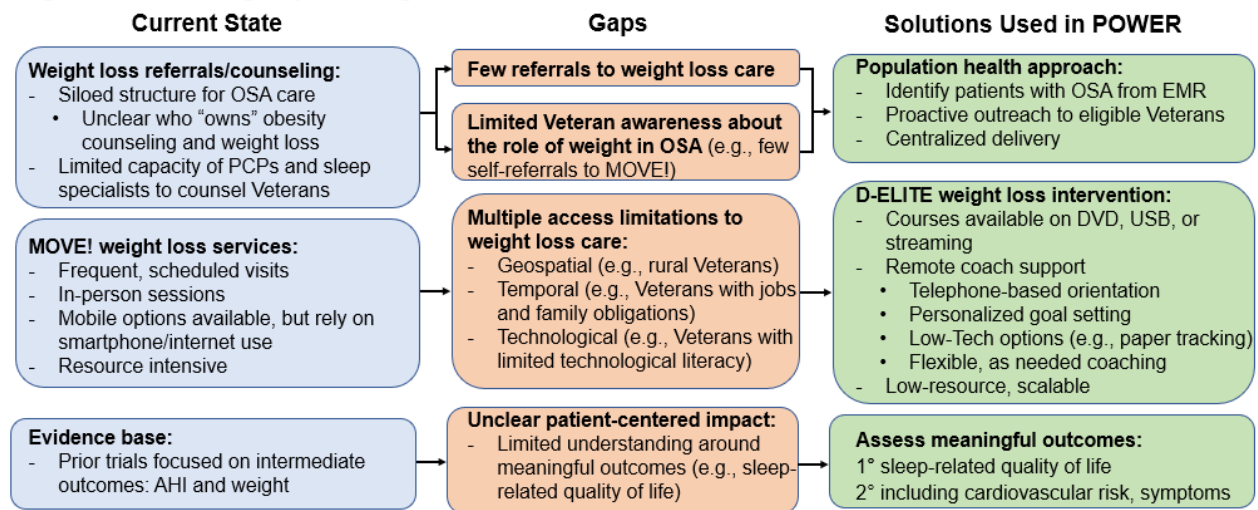 Current State
Gaps
Solutions Used in POWER
Weight loss referrals/counseling:
- Siloed structure for OSA care
• Unclear who “owns” obesity
counseling and weight loss
- Limited capacity of PCPs and sleep
specialists to counsel Veterans
Few referrals to weight loss care
Limited Veteran awareness about
the role of weight in OSA (e.g., few
self-referrals to MOVE!)
Population health approach:
- Identify patients with OSA from EMR
- Proactive outreach to eligible Veterans
- Centralized delivery
MOVE! weight loss services:
- Frequent, scheduled visits
- In-person sessions
- Mobile options available, but rely on
smartphone/internet use
- Resource intensive
Multiple access limitations to
weight loss care:
- Geospatial (e.g., rural Veterans)
- Temporal (e.g., Veterans with jobs
and family obligations)
- Technological (e.g., Veterans with
limited technological literacy)
D-ELITE weight loss intervention:
- Courses available on DVD, USB, or
streaming
- Remote coach support
• Telephone-based orientation
• Personalized goal setting
• Low-Tech options (e.g., paper tracking)
• Flexible, as needed coaching
- Low-resource, scalable
Evidence base:
- Prior trials focused on intermediate
outcomes: AHI and weight
Unclear patient-centered impact:
- Limited understanding around
meaningful outcomes (e.g., sleep-
related quality of life)
Assess meaningful outcomes:
1° sleep-related quality of life
2° including cardiovascular risk, symptoms